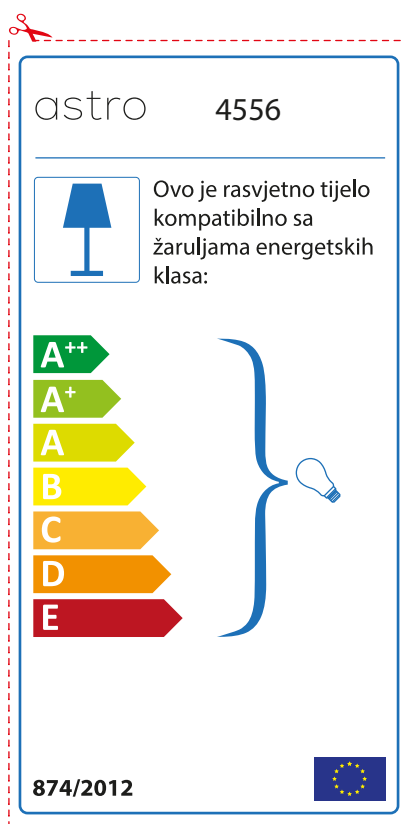 astro 4556
Ovo je rasvjetno tijelo
kompatibilno sa
žaruljama energetskih
klasa:
A++
A+
A
B
C
D
E
874/2012